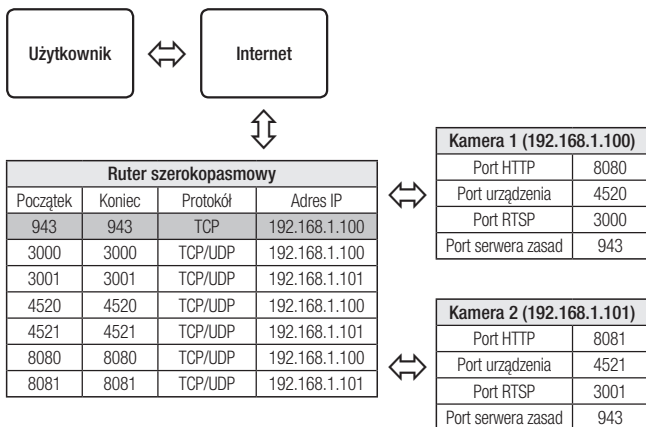 Użytkownik
Internet
Ruter szerokopasmowy
Początek Koniec Protokół Adres IP
943 943 TCP 192.168.1.100
3000 3000 TCP/UDP 192.168.1.100
3001 3001 TCP/UDP 192.168.1.101
4520 4520 TCP/UDP 192.168.1.100
4521 4521 TCP/UDP 192.168.1.101
8080 8080 TCP/UDP 192.168.1.100
8081 8081 TCP/UDP 192.168.1.101
Kamera 1 (192.168.1.100)
Port HTTP 8080
Port urządzenia 4520
Port RTSP 3000
Port serwera zasad 943
Kamera 2 (192.168.1.101)
Port HTTP 8081
Port urządzenia 4521
Port RTSP 3001
Port serwera zasad 943